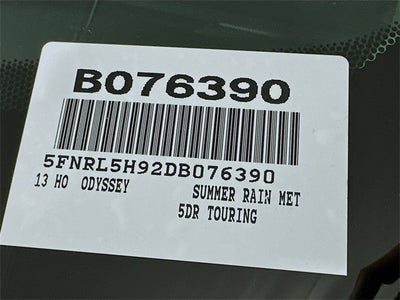 B076390
5FNRL5H92DB076390
13 HO ODYSSEY SUMMER RAIN MET
5DR TOURING